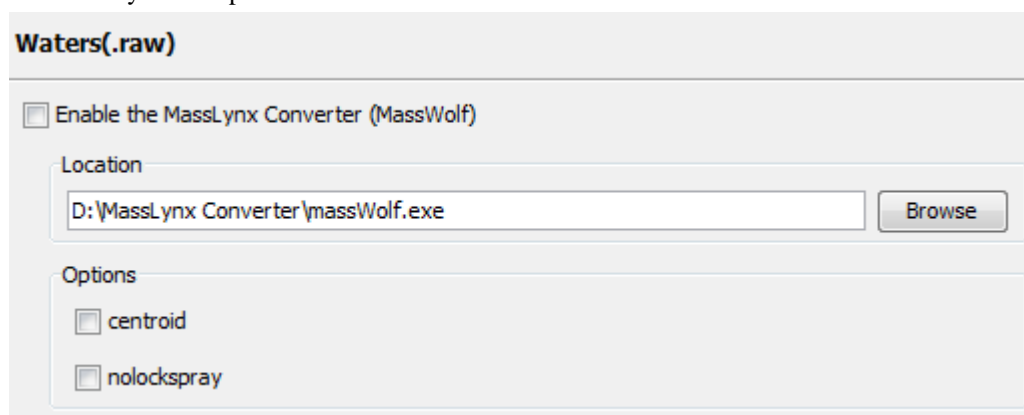 Waters(.raw)
Enable the MassLynx Converter (MassWolf)
Location
D:\MassLynx Converter\massWolf.exe
Browse
Options
centroid
nolockspray